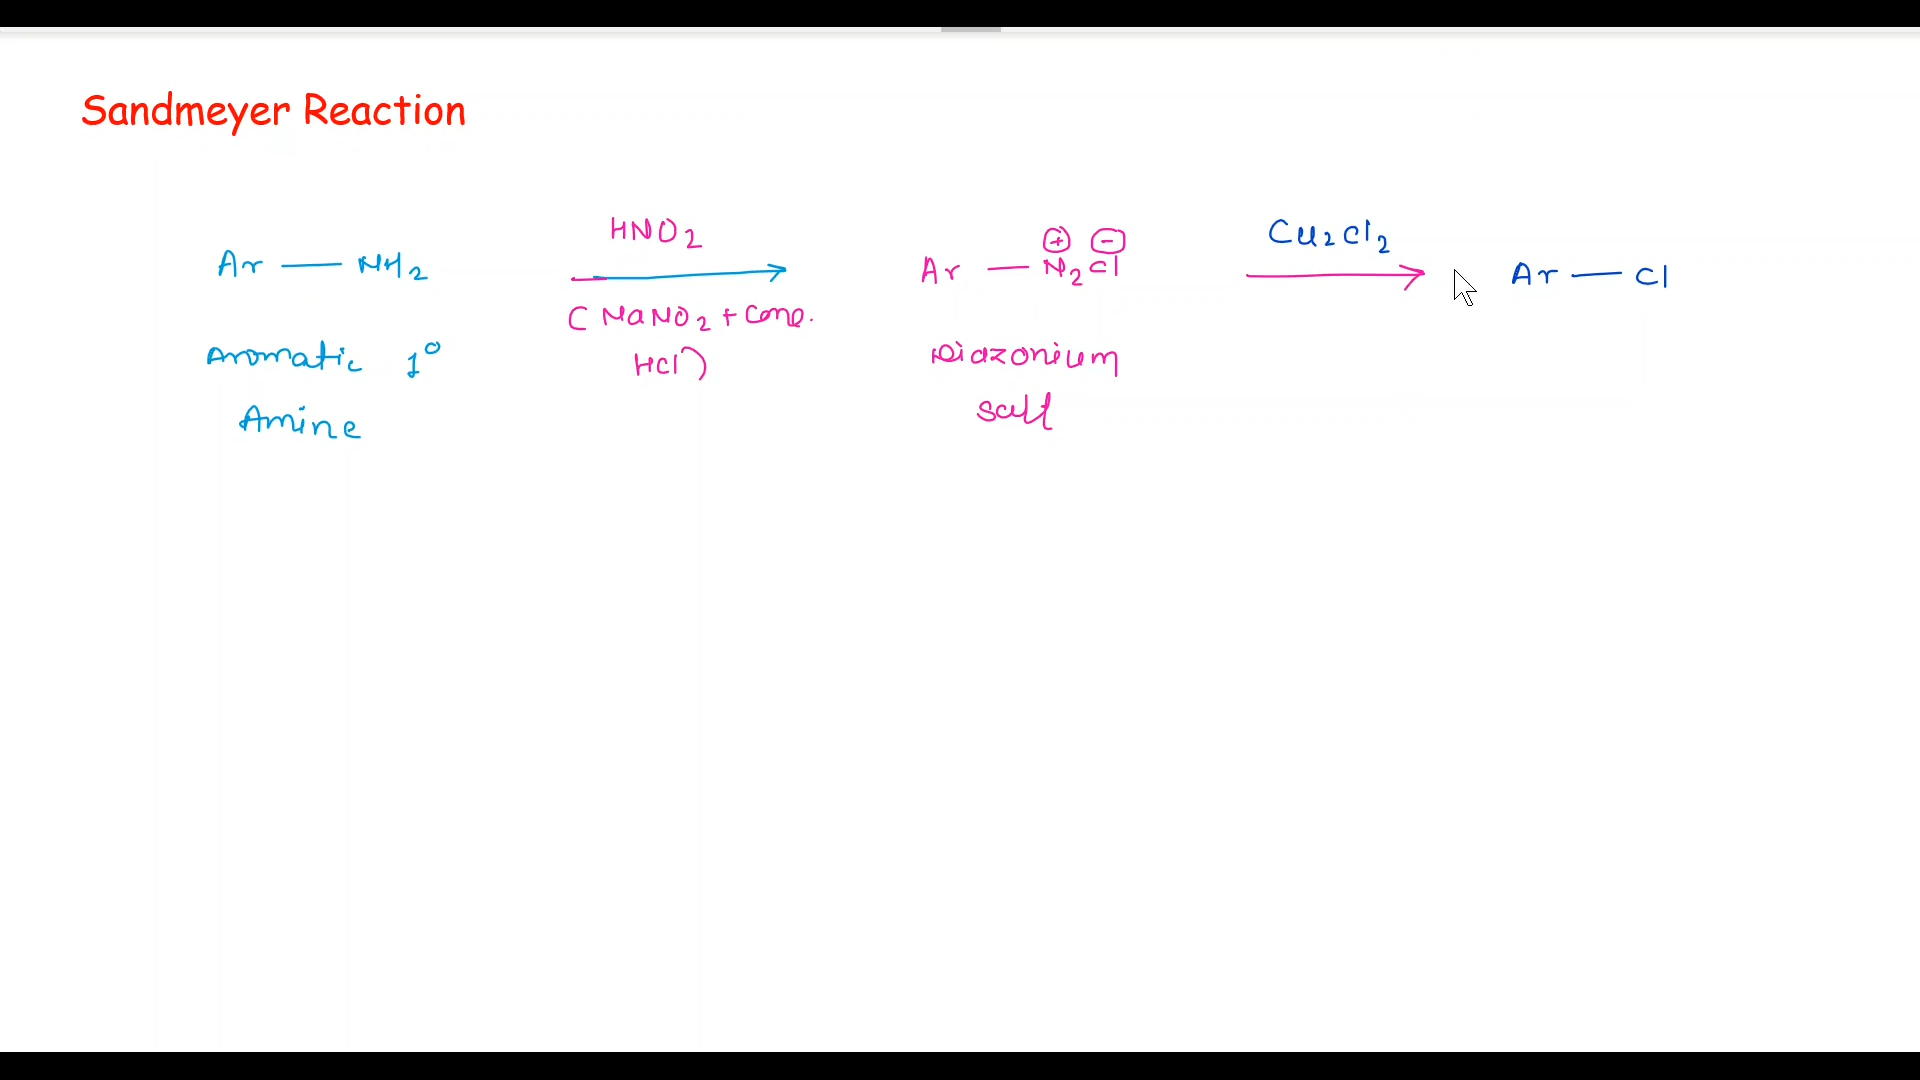 Sandmeyer Reaction
Ar — NH2
HNO2
(NaNO2 + Conc.
HCl)
Aromatic 1°
Amine
Ar — N2 Cl
⊕ ⊖
Diazonium
Salt
Cu2Cl2
Ar — Cl